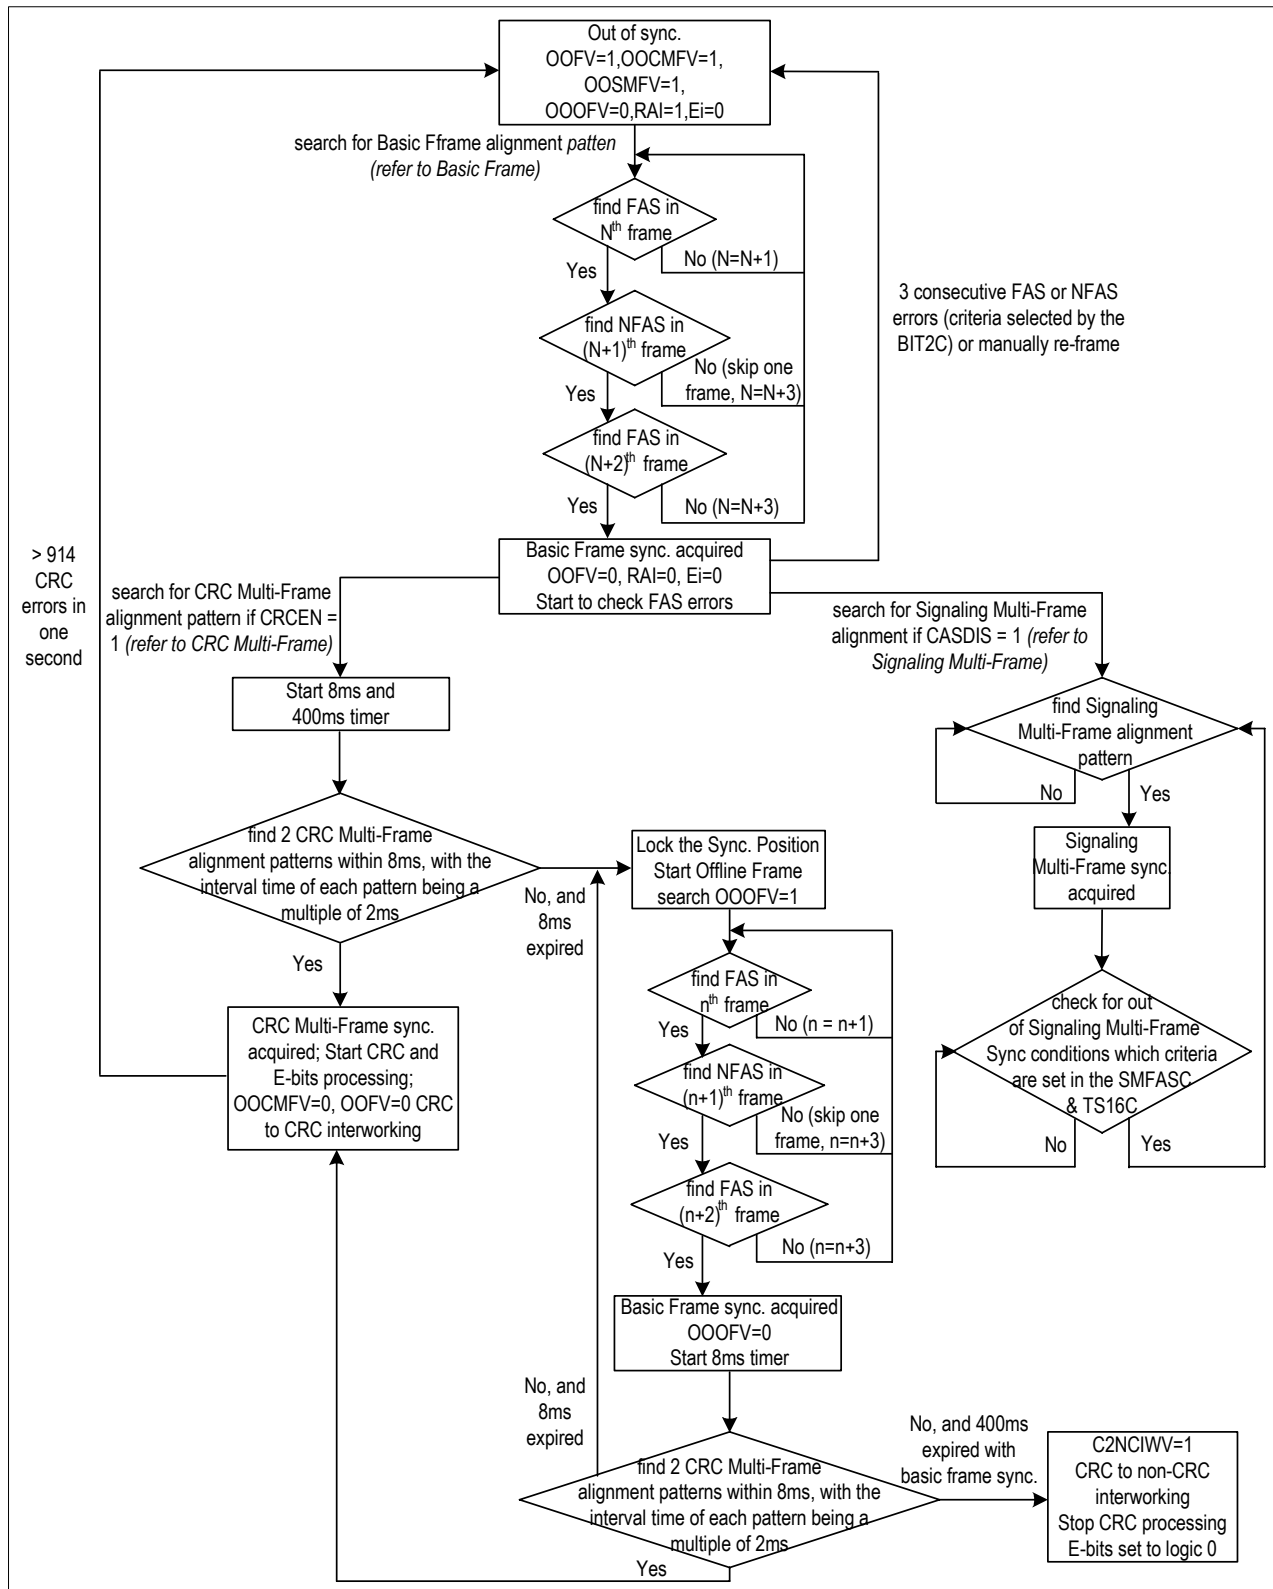 Out of sync.
OOFV=1,OOCMFV=1,
OOSMFV=1,
OOOFV=0,RAI=1,Ei=0
search for Basic Fframe alignment patten
(refer to Basic Frame)
find FAS in
Nth frame
No (N=N+1)
Yes
find NFAS in
(N+1)th frame
No (skip one
frame, N=N+3)
Yes
find FAS in
(N+2)th frame
No (N=N+3)
Yes
3 consecutive FAS or NFAS
errors (criteria selected by the
BIT2C) or manually re-frame
Basic Frame sync. acquired
OOFV=0, RAI=0, Ei=0
Start to check FAS errors
> 914
CRC
errors in
one
second
search for CRC Multi-Frame
alignment pattern if CRCEN =
1 (refer to CRC Multi-Frame)
search for Signaling Multi-Frame
alignment if CASDIS = 1 (refer to
Signaling Multi-Frame)
Start 8ms and
400ms timer
find Signaling
Multi-Frame alignment
pattern
No
Yes
find 2 CRC Multi-Frame
alignment patterns within 8ms, with the
interval time of each pattern being a
multiple of 2ms
No, and
8ms
expired
Yes
Lock the Sync. Position
Start Offline Frame
search OOOFV=1
Signaling
Multi-Frame sync.
acquired
find FAS in
nth frame
No (n = n+1)
Yes
CRC Multi-Frame sync.
acquired; Start CRC and
E-bits processing;
OOCMFV=0, OOFV=0 CRC
to CRC interworking
check for out
of Signaling Multi-Frame
Sync conditions which criteria
are set in the SMFASC
& TS16C
No
Yes
find NFAS in
(n+1)th frame
No (skip one
frame, n=n+3)
Yes
find FAS in
(n+2)th frame
No (n=n+3)
Yes
Basic Frame sync. acquired
OOOFV=0
Start 8ms timer
No, and
8ms
expired
find 2 CRC Multi-Frame
alignment patterns within 8ms, with the
interval time of each pattern being a
multiple of 2ms
Yes
No, and 400ms
expired with
basic frame sync.
C2NCIWV=1
CRC to non-CRC
interworking
Stop CRC processing
E-bits set to logic 0